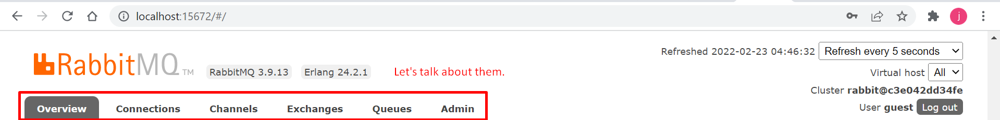 localhost:15672/#/
j
RabbitMQ TM
RabbitMQ 3.9.13
Erlang 24.2.1
Let's talk about them.
Refreshed 2022-02-23 04:46:32 Refresh every 5 seconds
Virtual host All
Cluster rabbit@c3e042dd34fe
User guest Log out
Overview Connections Channels Exchanges Queues Admin